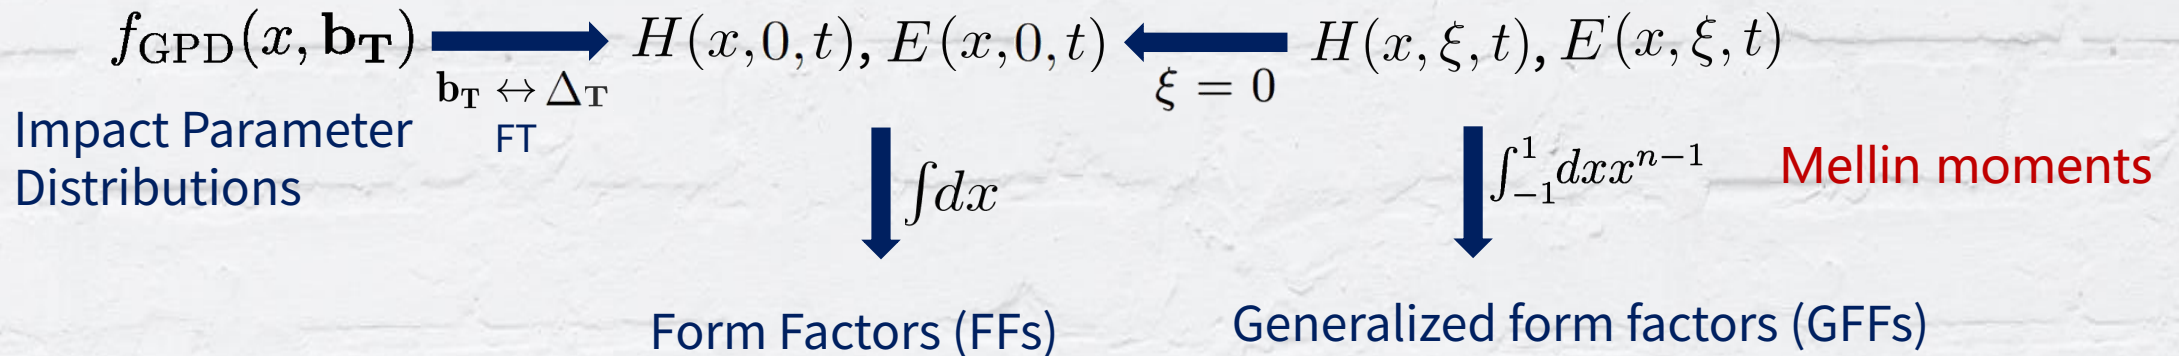 f_GPD(x, b_T) H(x,0,t), E(x,0,t) H(x,ξ,t), E(x,ξ,t)
b_T ↔ Δ_T ξ = 0
Impact Parameter
Distributions
FT
∫dx
∫_{-1}^{1} dxx^{n−1}
Mellin moments
Form Factors (FFs)
Generalized form factors (GFFs)